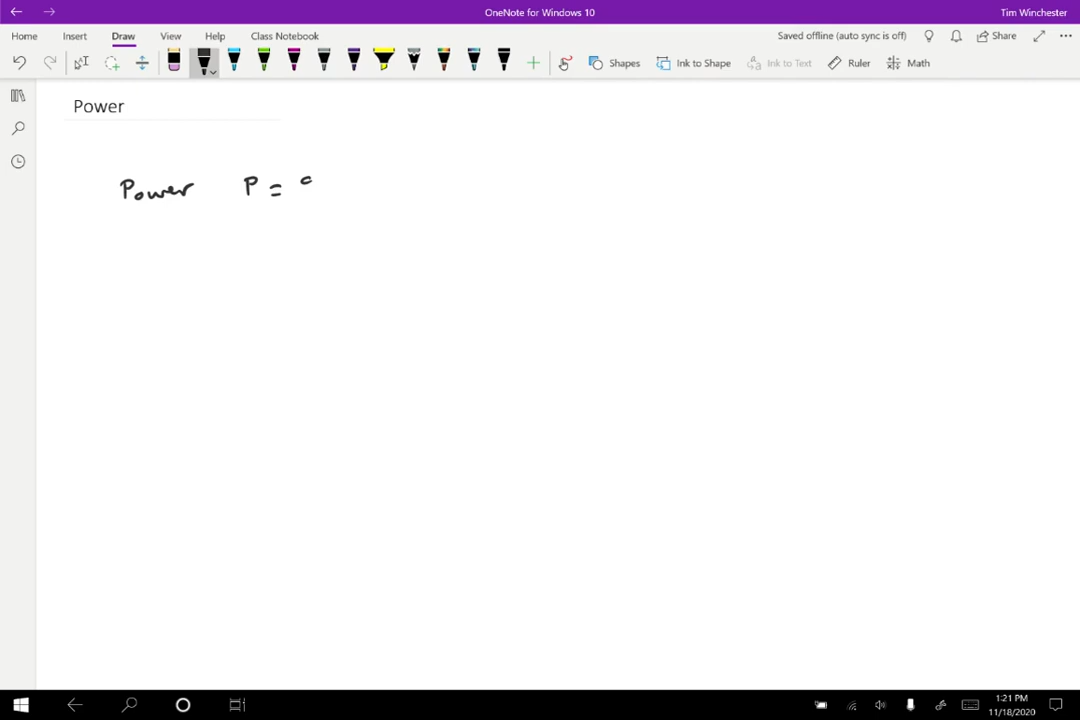 OneNote for Windows 10
Tim Winchester
Home Insert Draw View Help Class Notebook
Saved offline (auto sync is off) Share
Shapes Ink to Shape Ink to Text Ruler Math
Power
Power P =
1:21 PM
11/18/2020